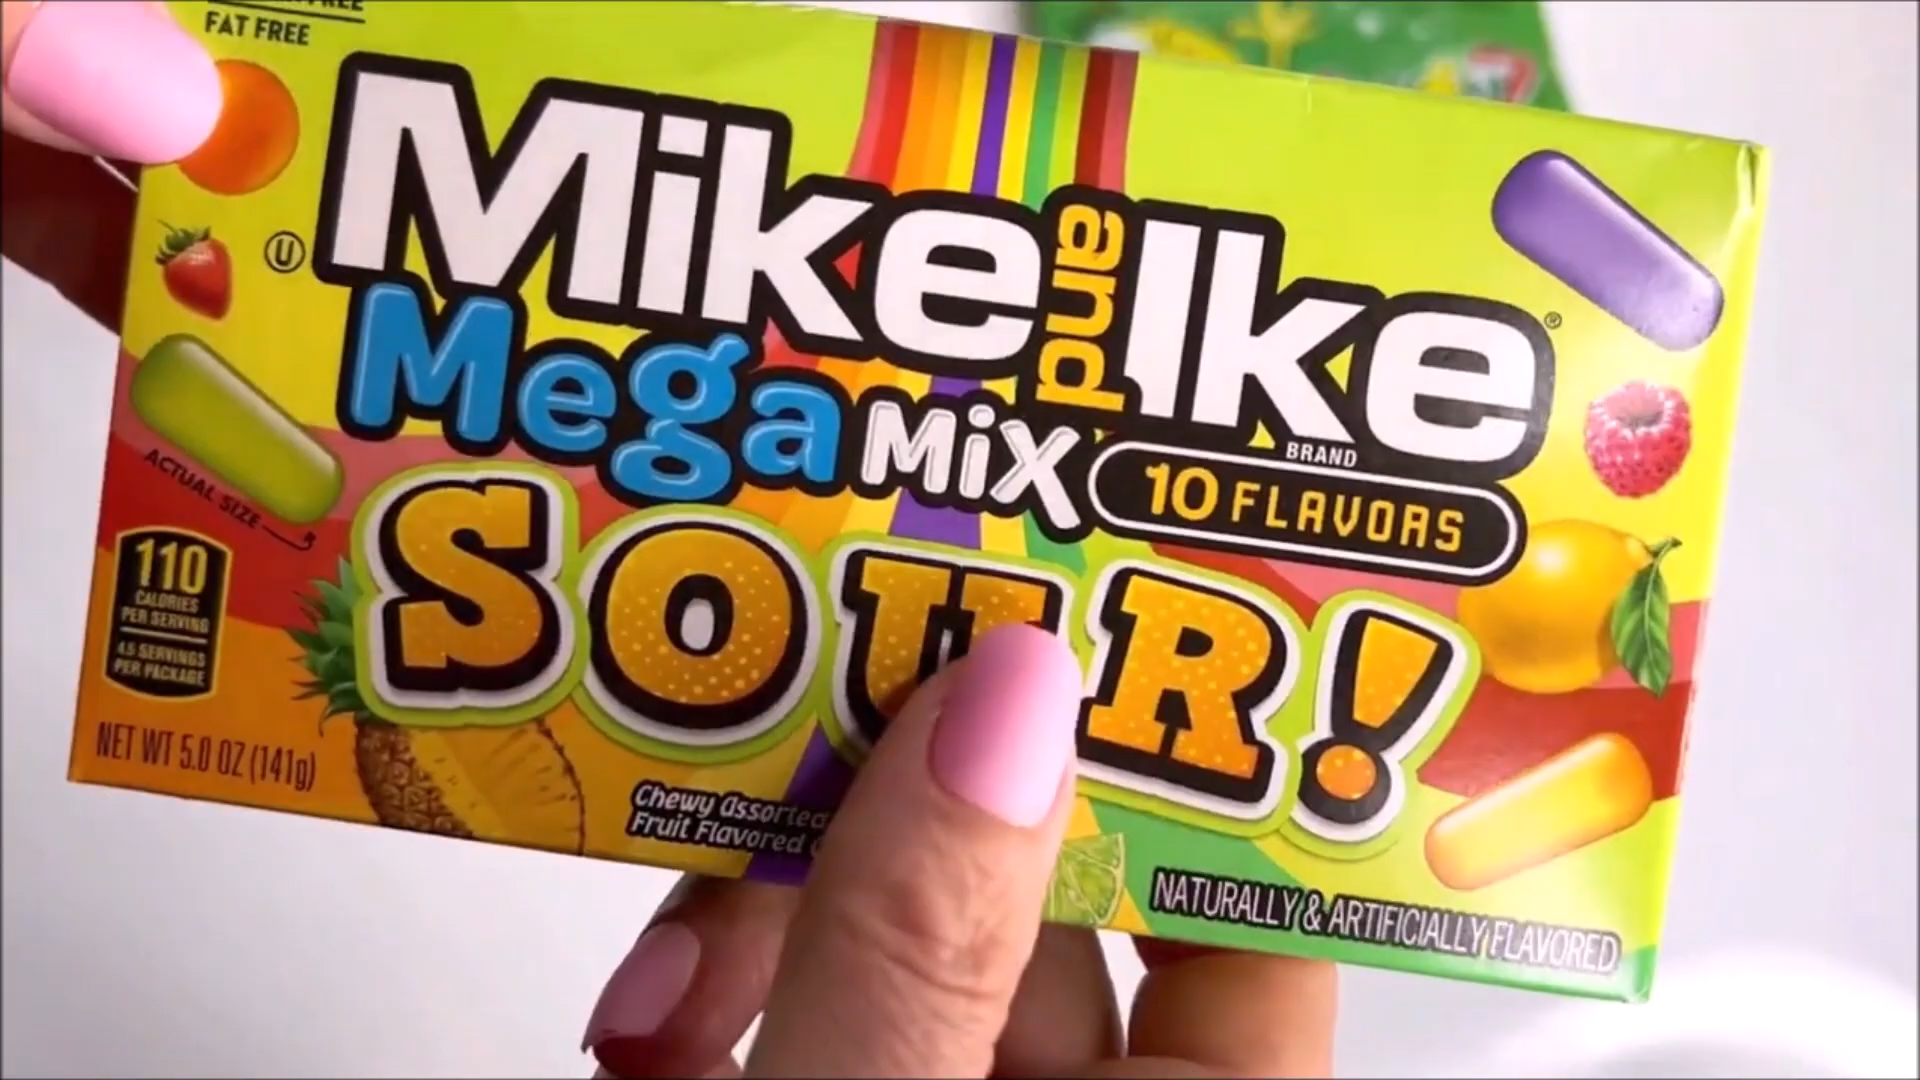 FAT FREE
Mike and Ike®
BRAND
U
Mega MiX
10 FLAVORS
ACTUAL SIZE
SOUR!
110
CALORIES
PER SERVING
4.5 SERVINGS
PER PACKAGE
NET WT 5.0 OZ (141g)
Chewy Assorted
Fruit Flavored
NATURALLY & ARTIFICIALLY FLAVORED